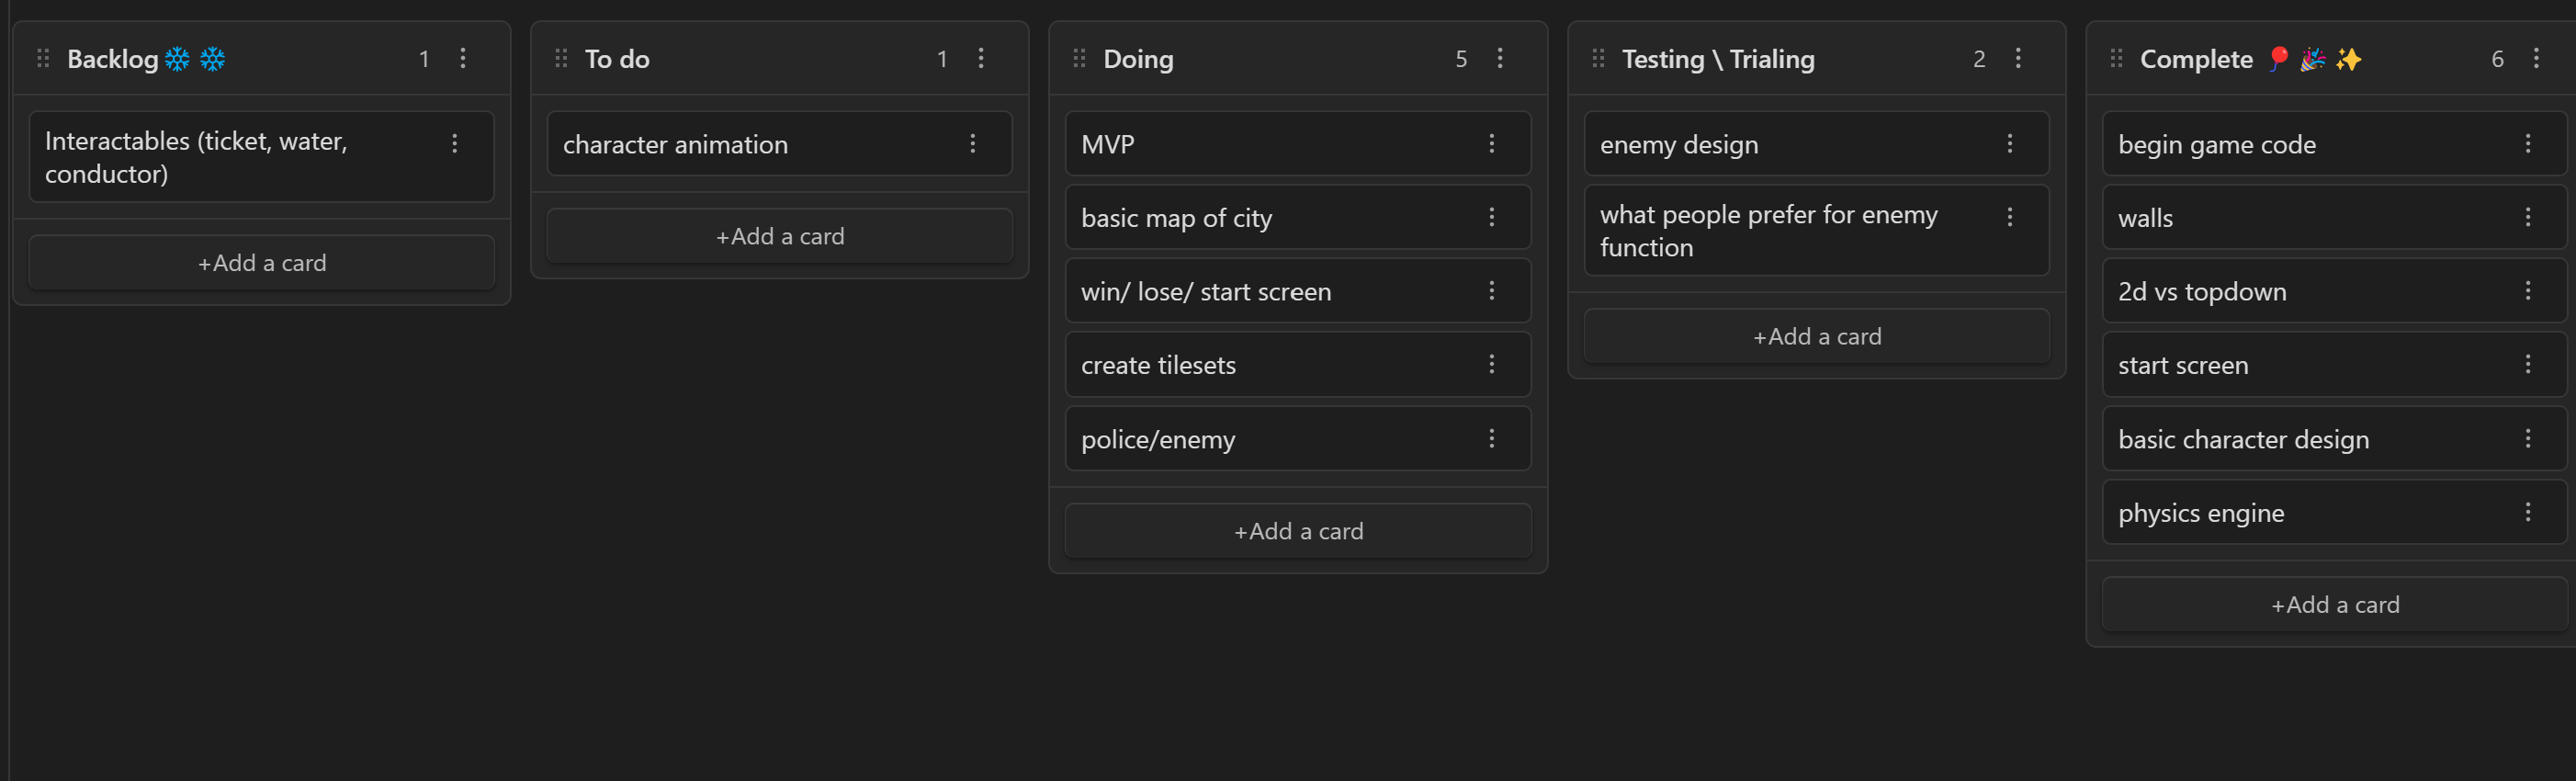 Backlog❄️ ❄️ 1
Interactables (ticket, water,
conductor)
+Add a card
To do 1
character animation
+Add a card
Doing 5
MVP
basic map of city
win/ lose/ start screen
create tilesets
police/enemy
+Add a card
Testing \ Trialing 2
enemy design
what people prefer for enemy
function
+Add a card
Complete 🎈 🎉 ✨ 6
begin game code
walls
2d vs topdown
start screen
basic character design
physics engine
+Add a card